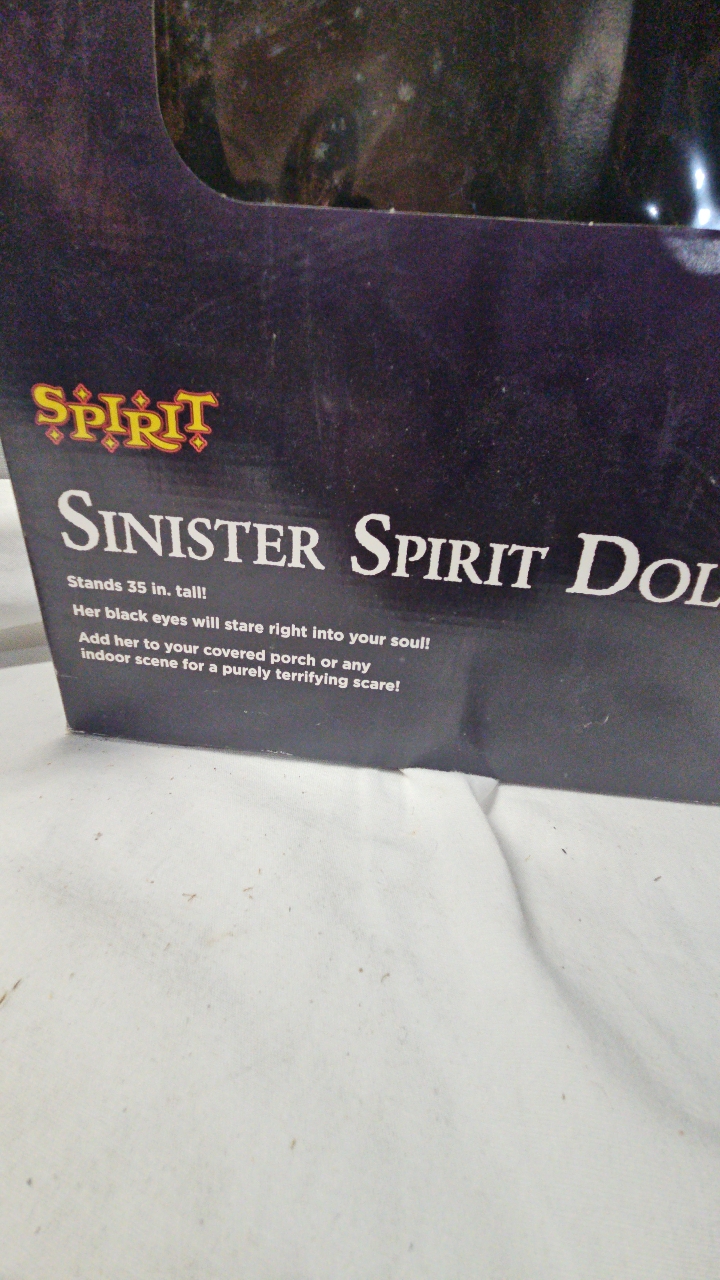 SPIRIT
SINISTER SPIRIT DOL
Stands 35 in. tall!
Her black eyes will stare right into your soul!
Add her to your covered porch or any
indoor scene for a purely terrifying scare!